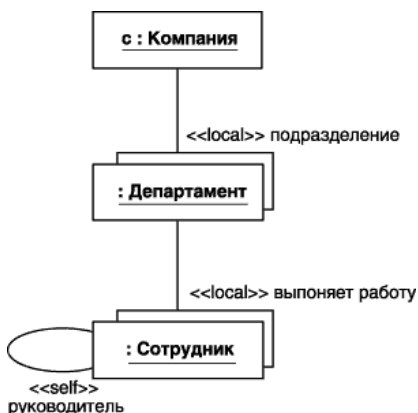 с : Компания
<<local>> подразделение
: Департамент
<<local>> выпоняет работу
: Сотрудник
<<self>>
руководитель